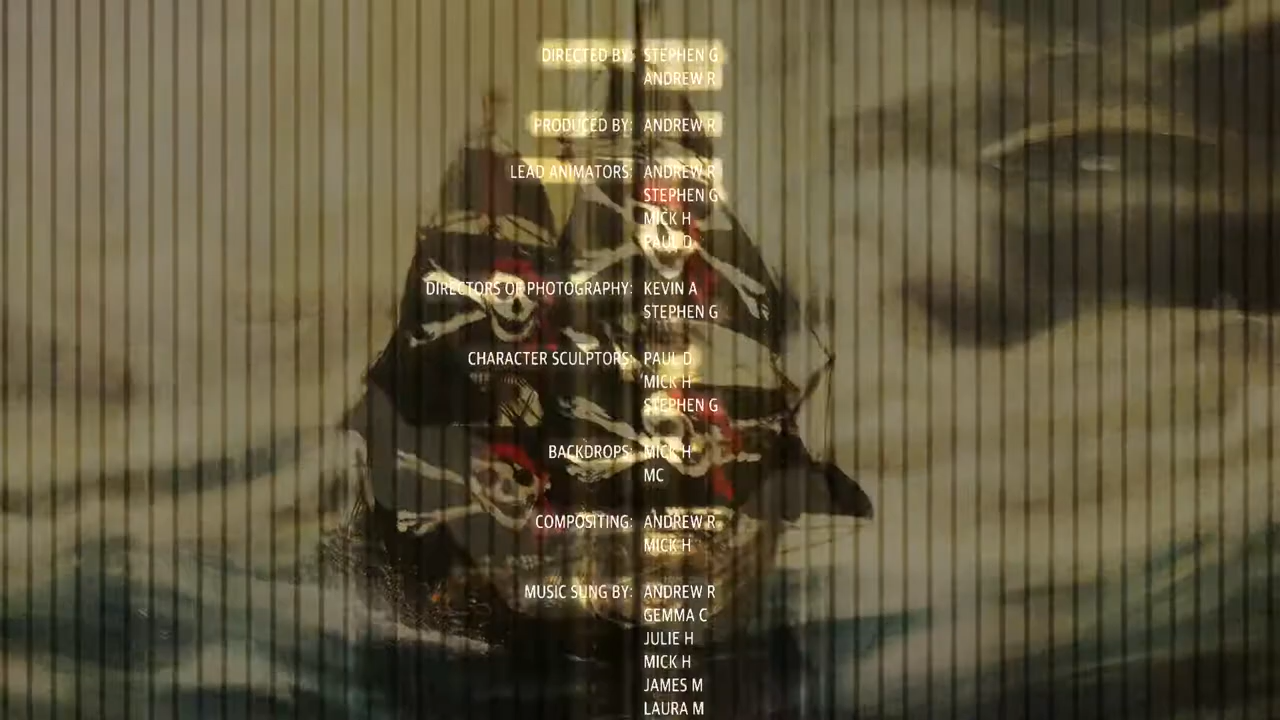 DIRECTED BY: STEPHEN G
ANDREW R
PRODUCED BY: ANDREW R
LEAD ANIMATORS: ANDREW R
STEPHEN G
MICK H
PAUL D
DIRECTORS OF PHOTOGRAPHY: KEVIN A
STEPHEN G
CHARACTER SCULPTORS: PAUL D
MICK H
STEPHEN G
BACKDROPS: MICK H
MC
COMPOSITING: ANDREW R
MICK H
MUSIC SUNG BY: ANDREW R
GEMMA C
JULIE H
MICK H
JAMES M
LAURA M